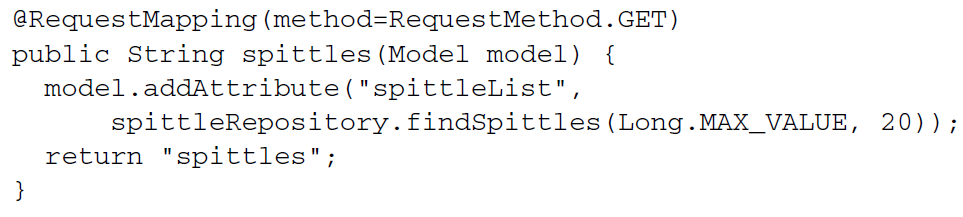 @RequestMapping(method=RequestMethod.GET)
public String spittles(Model model) {
  model.addAttribute("spittleList",
      spittleRepository.findSpittles(Long.MAX_VALUE, 20));
  return "spittles";
}